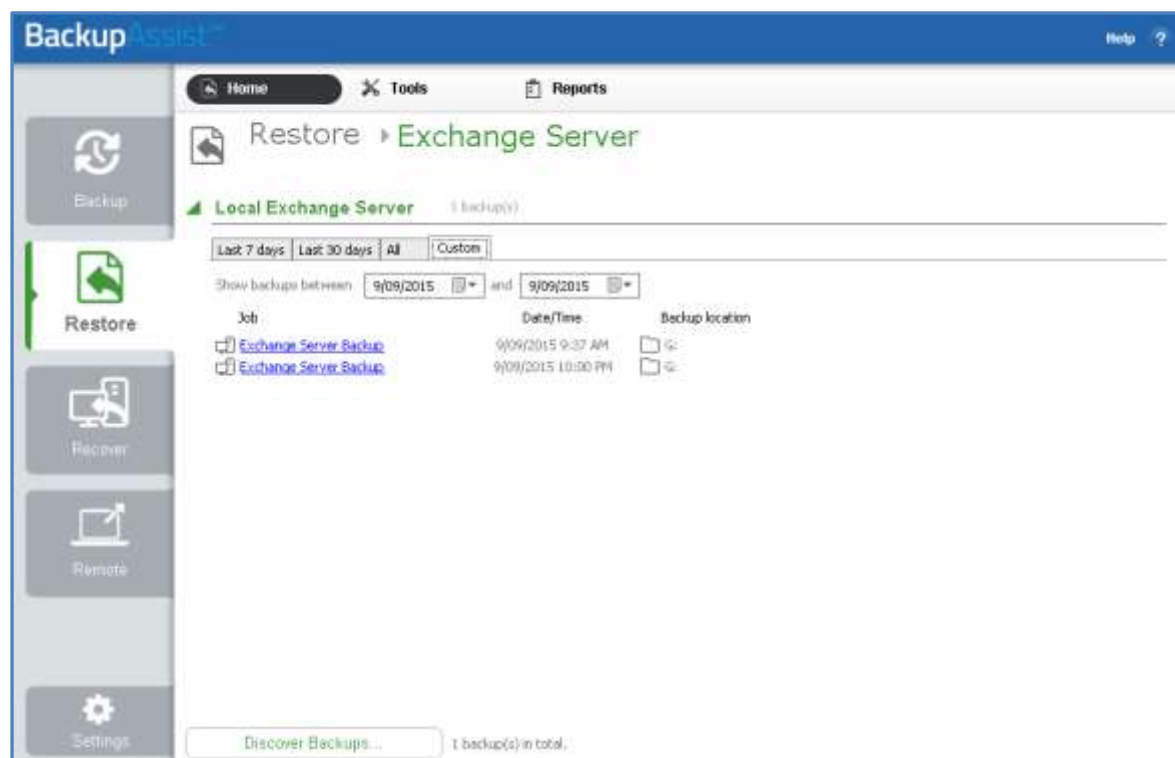 BackupAssist™
Help ?
Home Tools Reports
Backup
Restore Exchange Server
Local Exchange Server 1 backup(s)
Last 7 days Last 30 days All Custom
Show backups between 9/09/2015 and 9/09/2015
Restore
Job Date/Time Backup location
Exchange Server Backup 9/09/2015 9:37 AM G:
Exchange Server Backup 9/09/2015 10:00 PM G:
Recover
Remote
Settings
Discover Backups... 1 backup(s) in total.